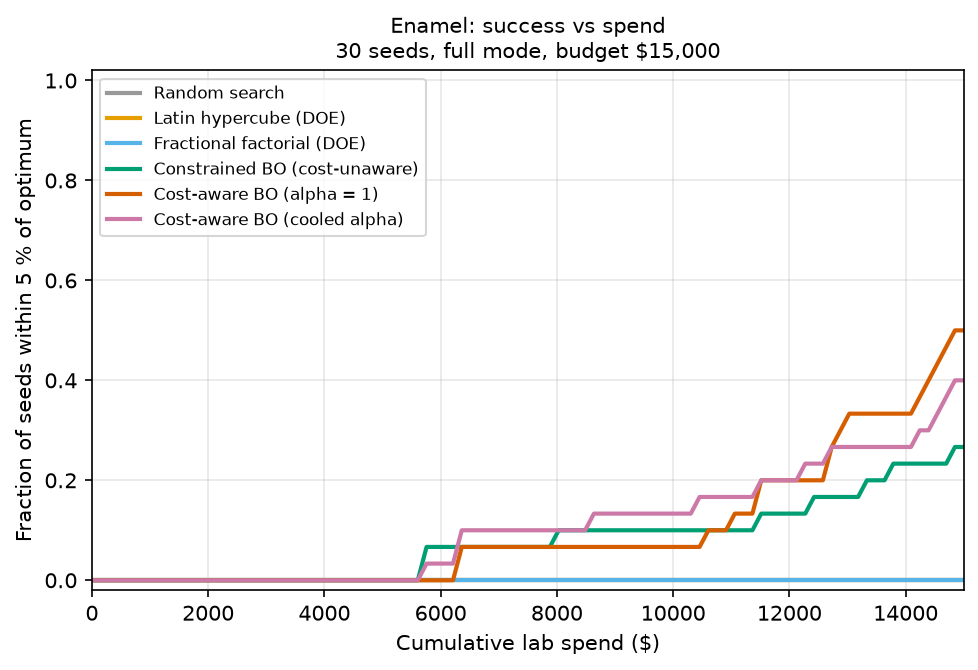 Enamel: success vs spend
30 seeds, full mode, budget $15,000
Fraction of seeds within 5 % of optimum
1.0
0.8
0.6
0.4
0.2
0.0
Random search
Latin hypercube (DOE)
Fractional factorial (DOE)
Constrained BO (cost-unaware)
Cost-aware BO (alpha = 1)
Cost-aware BO (cooled alpha)
0 2000 4000 6000 8000 10000 12000 14000
Cumulative lab spend ($)